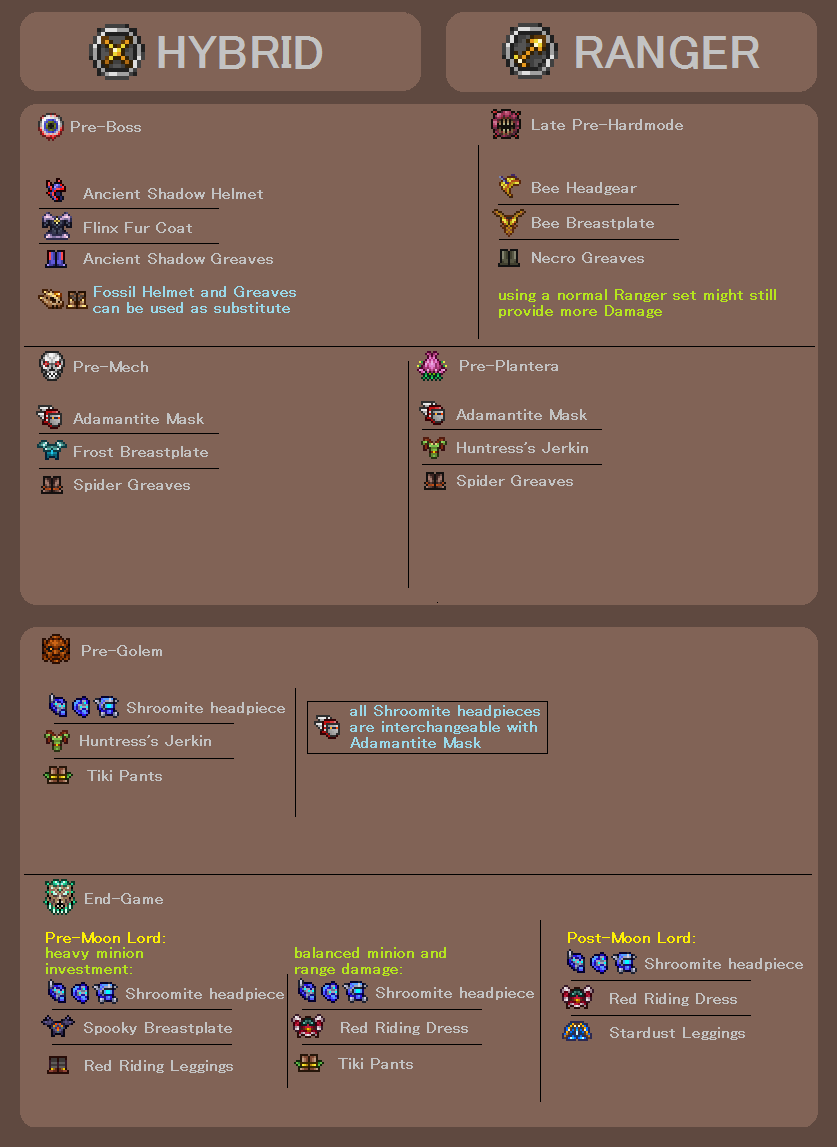 HYBRID
RANGER
Pre-Boss
Ancient Shadow Helmet
Flinx Fur Coat
Ancient Shadow Greaves
Fossil Helmet and Greaves
can be used as substitute
Late Pre-Hardmode
Bee Headgear
Bee Breastplate
Necro Greaves
using a normal Ranger set might still
provide more Damage
Pre-Mech
Adamantite Mask
Frost Breastplate
Spider Greaves
Pre-Plantera
Adamantite Mask
Huntress's Jerkin
Spider Greaves
Pre-Golem
Shroomite headpiece
Huntress's Jerkin
Tiki Pants
all Shroomite headpieces
are interchangeable with
Adamantite Mask
End-Game
Pre-Moon Lord:
heavy minion
investment:
Shroomite headpiece
Spooky Breastplate
Red Riding Leggings
balanced minion and
range damage:
Shroomite headpiece
Red Riding Dress
Tiki Pants
Post-Moon Lord:
Shroomite headpiece
Red Riding Dress
Stardust Leggings